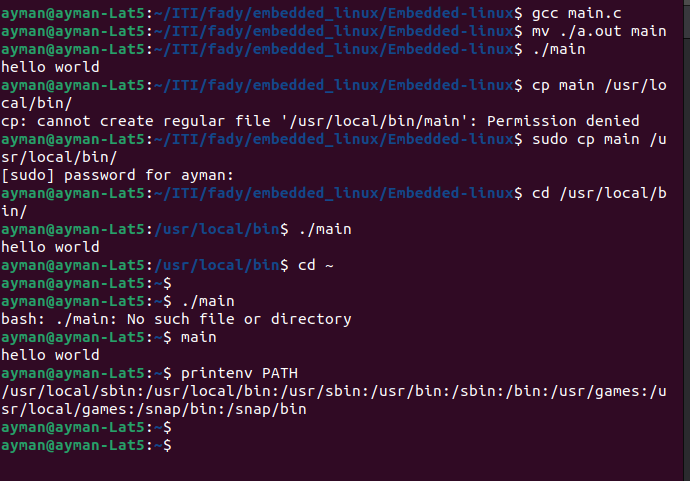 ayman@ayman-Lat5:~/ITI/fady/embedded_linux/Embedded-linux$ gcc main.c
ayman@ayman-Lat5:~/ITI/fady/embedded_linux/Embedded-linux$ mv ./a.out main
ayman@ayman-Lat5:~/ITI/fady/embedded_linux/Embedded-linux$ ./main
hello world
ayman@ayman-Lat5:~/ITI/fady/embedded_linux/Embedded-linux$ cp main /usr/lo
cal/bin/
cp: cannot create regular file '/usr/local/bin/main': Permission denied
ayman@ayman-Lat5:~/ITI/fady/embedded_linux/Embedded-linux$ sudo cp main /u
sr/local/bin/
[sudo] password for ayman:
ayman@ayman-Lat5:~/ITI/fady/embedded_linux/Embedded-linux$ cd /usr/local/b
in/
ayman@ayman-Lat5:/usr/local/bin$ ./main
hello world
ayman@ayman-Lat5:/usr/local/bin$ cd ~
ayman@ayman-Lat5:~$
ayman@ayman-Lat5:~$ ./main
bash: ./main: No such file or directory
ayman@ayman-Lat5:~$ main
hello world
ayman@ayman-Lat5:~$ printenv PATH
/usr/local/sbin:/usr/local/bin:/usr/sbin:/usr/bin:/sbin:/bin:/usr/games:/u
sr/local/games:/snap/bin:/snap/bin
ayman@ayman-Lat5:~$
ayman@ayman-Lat5:~$